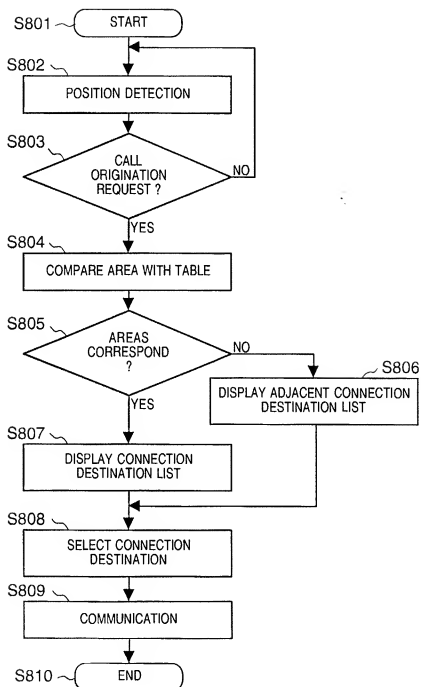 S801
START
S802
POSITION DETECTION
S803
CALL
ORIGINATION
REQUEST ?
NO
YES
S804
COMPARE AREA WITH TABLE
S805
AREAS
CORRESPOND
?
NO
YES
S806
DISPLAY ADJACENT CONNECTION
DESTINATION LIST
S807
DISPLAY CONNECTION
DESTINATION LIST
S808
SELECT CONNECTION
DESTINATION
S809
COMMUNICATION
S810
END